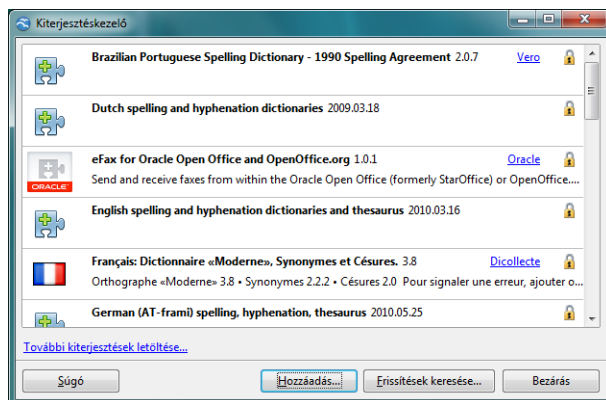 Kiterjesztéskezelő
Brazilian Portuguese Spelling Dictionary - 1990 Spelling Agreement 2.0.7 Vero
Dutch spelling and hyphenation dictionaries 2009.03.18
eFax for Oracle Open Office and OpenOffice.org 1.0.1 Oracle
ORACLE
Send and receive faxes from within the Oracle Open Office (formerly StarOffice) or OpenOffice....
English spelling and hyphenation dictionaries and thesaurus 2010.03.16
Français: Dictionnaire «Moderne», Synonymes et Césures. 3.8 Dicollecte
Orthographe «Moderne» 3.8 • Synonymes 2.2.2 • Césures 2.0 Pour signaler une erreur, ajouter o...
German (AT-frami) spelling, hyphenation, thesaurus 2010.05.25
További kiterjesztések letöltése...
Súgó Hozzáadás... Frissítések keresése... Bezárás